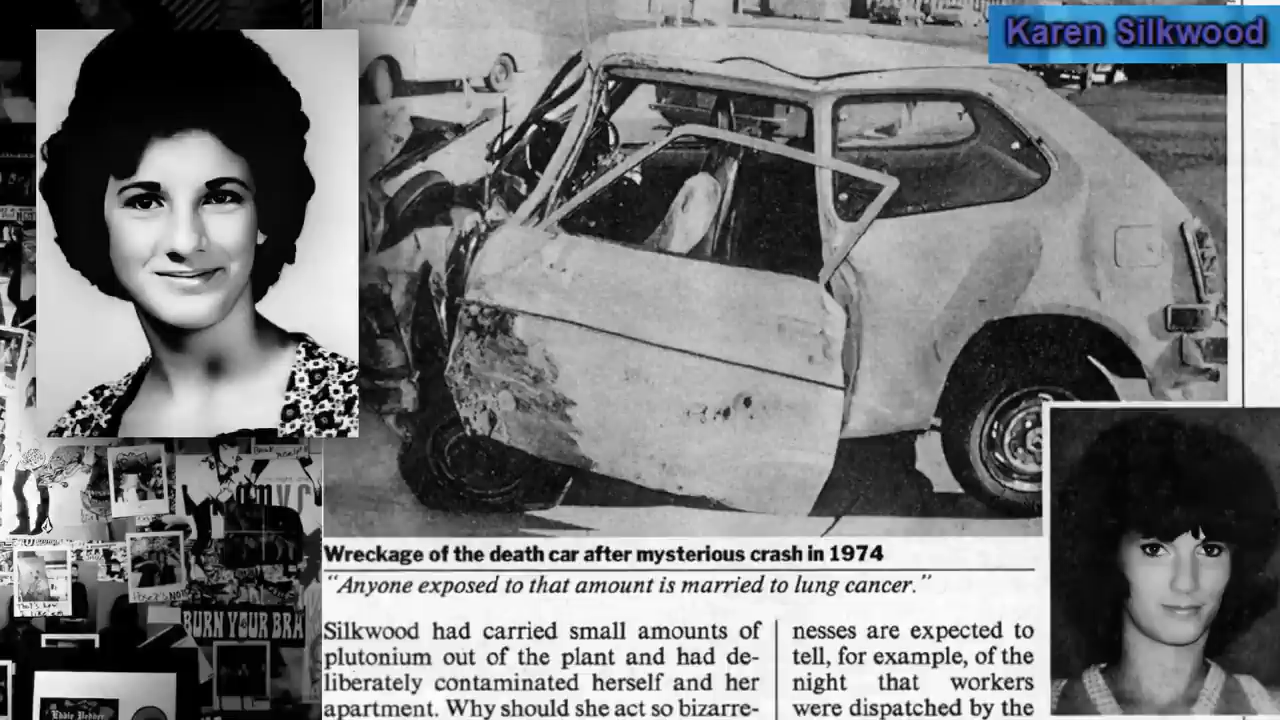 Karen Silkwood
Wreckage of the death car after mysterious crash in 1974
"Anyone exposed to that amount is married to lung cancer."
Silkwood had carried small amounts of
plutonium out of the plant and had de-
liberately contaminated herself and her
apartment. Why should she act so bizarre-
nesses are expected to
tell, for example, of the
night that workers
were dispatched by the
BURN YOUR BRA
Eddie Vedder